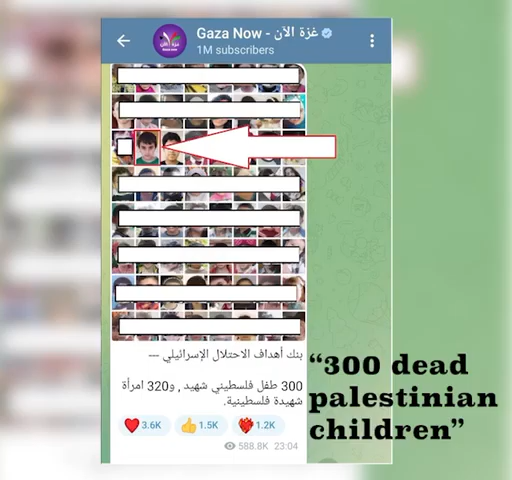 Gaza Now - غزة الآن
1M subscribers
بنك أهداف الاحتلال الإسرائيلي ---
300 طفل فلسطيني شهيد , و320 امرأة
شهيدة فلسطينية.
3.6K 1.5K 1.2K
588.8K 23:04
“300 dead
palestinian
children”